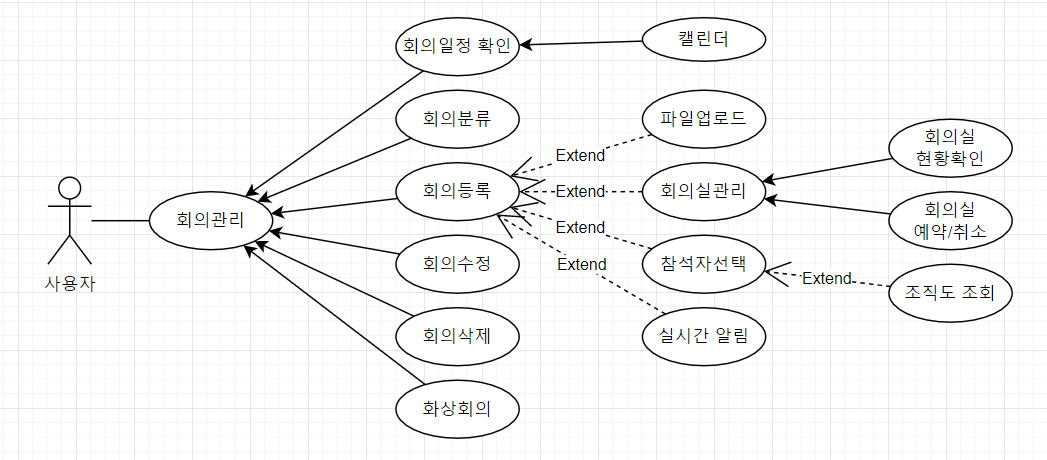 회의일정 확인
캘린더
회의분류
파일업로드
회의실
현황확인
Extend
회의등록
Extend
회의실관리
회의관리
회의실
예약/취소
Extend
사용자
회의수정
Extend
참석자선택
Extend
조직도 조회
회의삭제
실시간 알림
화상회의